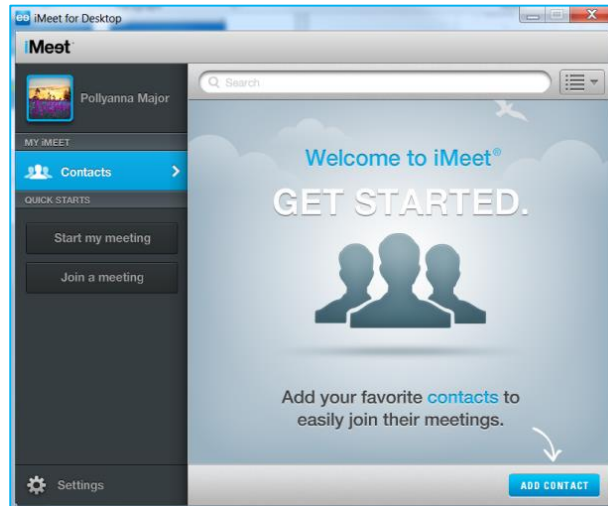 iMeet for Desktop
iMeet
Pollyanna Major
Search
MY iMEET
Contacts
QUICK STARTS
Start my meeting
Join a meeting
Welcome to iMeet®
GET STARTED.
Add your favorite contacts to
easily join their meetings.
Settings
ADD CONTACT